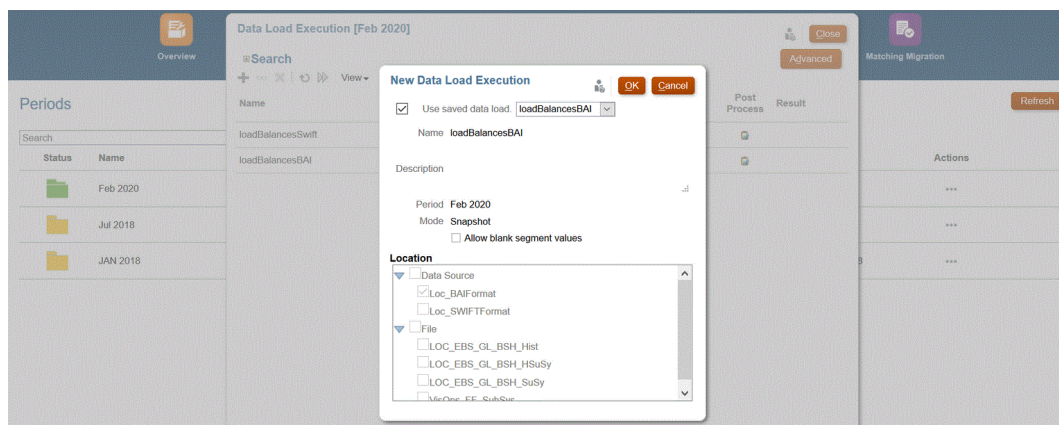 Overview
Matching Migration
Data Load Execution [Feb 2020]
Close
Search
Advanced
View
Name
Post Process
Result
loadBalancesSwift
loadBalancesBAI
Periods
Refresh
Search
Status Name
Actions
Feb 2020
Jul 2018
JAN 2018
8
New Data Load Execution
OK Cancel
Use saved data load. loadBalancesBAI
Name loadBalancesBAI
Description
Period Feb 2020
Mode Snapshot
Allow blank segment values
Location
Data Source
Loc_BAIFormat
Loc_SWIFTFormat
File
LOC_EBS_GL_BSH_Hist
LOC_EBS_GL_BSH_HSuSy
LOC_EBS_GL_BSH_SuSy